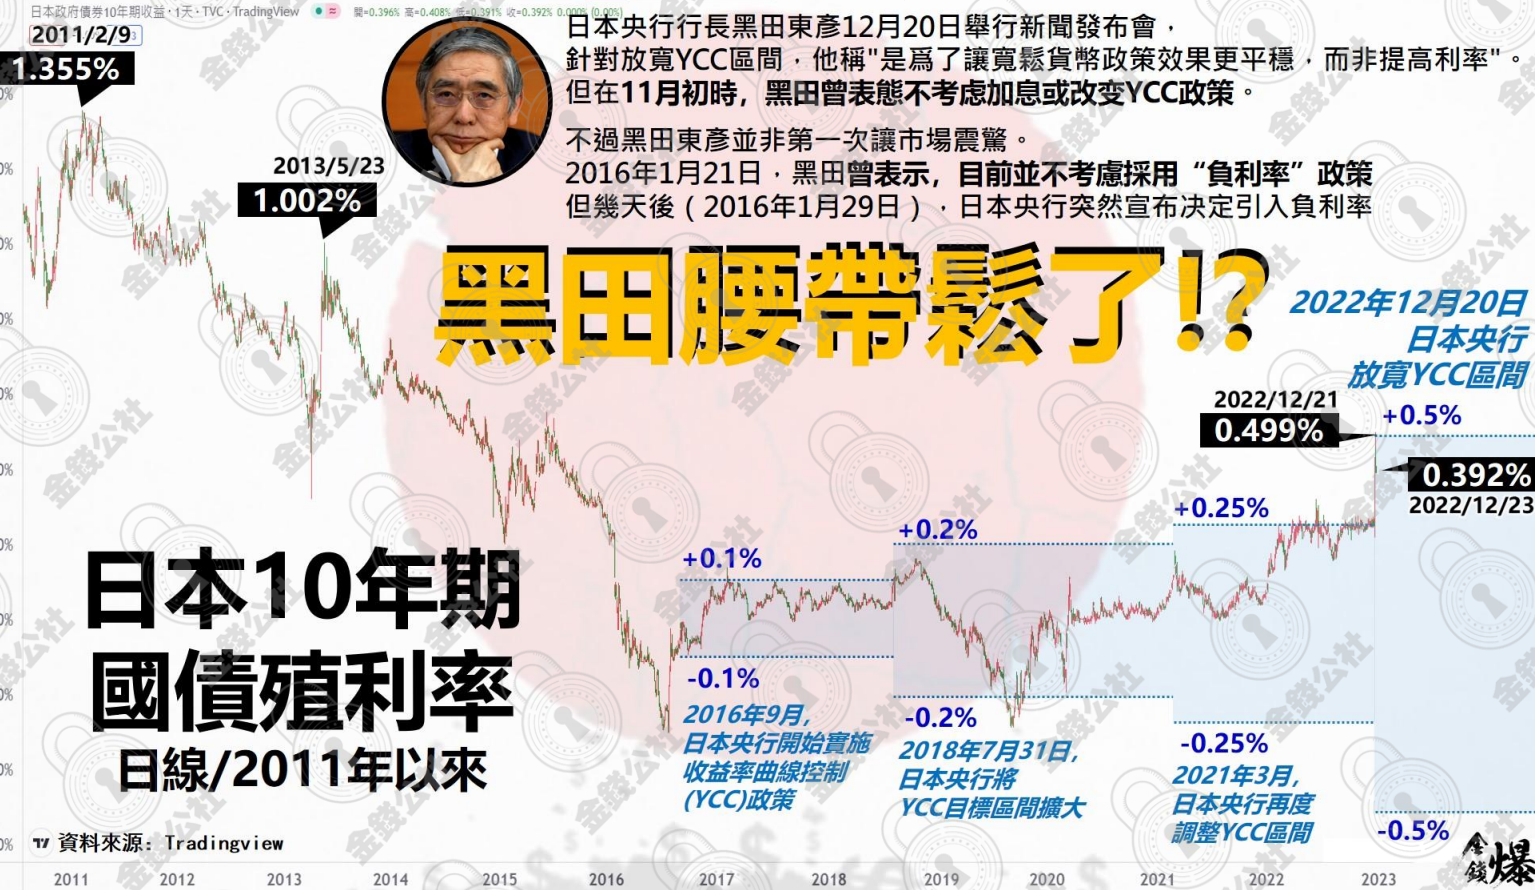 日本政府債券10年期收益·1天·TVC·TradingView
開=0.396% 高=0.408% 低=0.391% 收=0.392% 0.000% (0.00%)
2011/2/9
1.355%
日本央行行長黑田東彥12月20日舉行新聞發布會，
針對放寬YCC區間，他稱"是爲了讓寬鬆貨幣政策效果更平穩，而非提高利率"。
但在11月初時，黑田曾表態不考虑加息或改变YCC政策。
不過黑田東彥並非第一次讓市場震驚。
2016年1月21日，黑田曾表示，目前並不考慮採用“負利率”政策
但幾天後（2016年1月29日），日本央行突然宣布决定引入負利率
2013/5/23
1.002%
黑田腰帶鬆了!?
2022年12月20日
日本央行
放寬YCC區間
2022/12/21
0.499%
+0.5%
0.392%
2022/12/23
+0.25%
+0.2%
+0.1%
日本10年期
國債殖利率
日線/2011年以來
-0.1%
2016年9月,
日本央行開始實施
收益率曲線控制
(YCC)政策
-0.2%
2018年7月31日,
日本央行將
YCC目標區間擴大
-0.25%
2021年3月,
日本央行再度
調整YCC區間
-0.5%
資料來源：Tradingview
金錢爆
2011 2012 2013 2014 2015 2016 2017 2018 2019 2020 2021 2022 2023
金錢公社